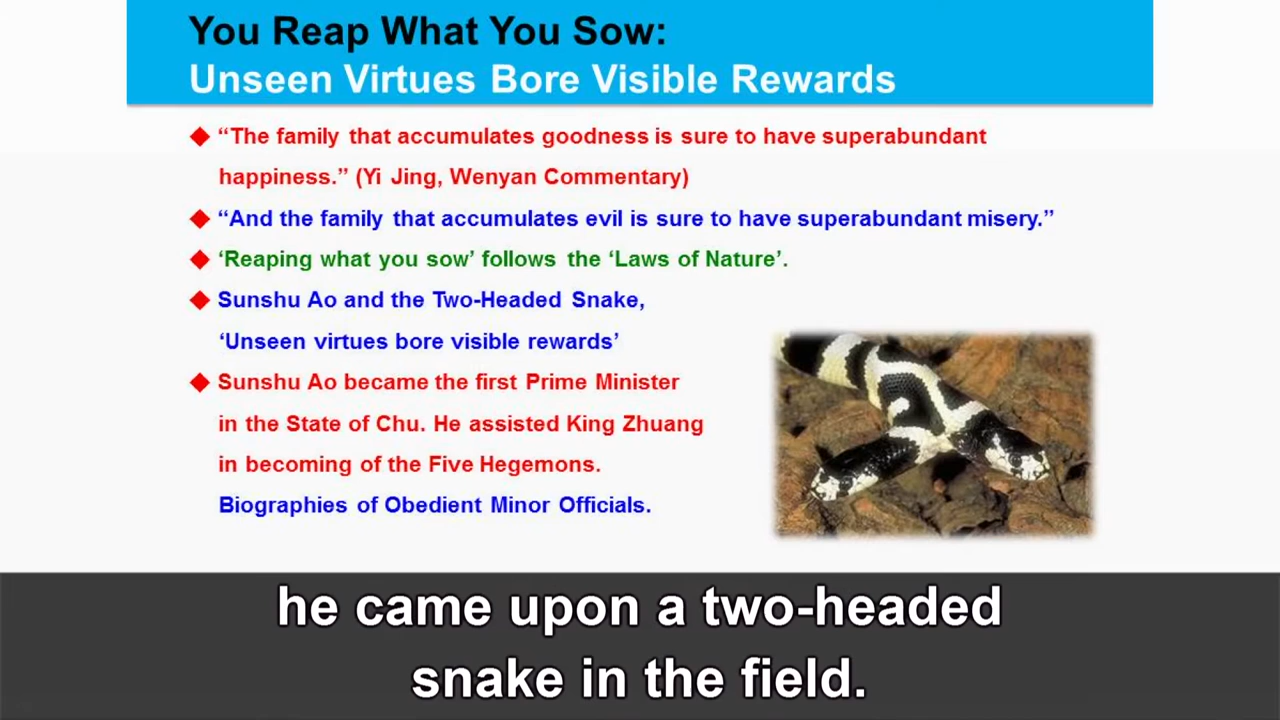 You Reap What You Sow:
Unseen Virtues Bore Visible Rewards
“The family that accumulates goodness is sure to have superabundant
happiness.” (Yi Jing, Wenyan Commentary)
“And the family that accumulates evil is sure to have superabundant misery.”
‘Reaping what you sow’ follows the ‘Laws of Nature’.
Sunshu Ao and the Two-Headed Snake,
‘Unseen virtues bore visible rewards’
Sunshu Ao became the first Prime Minister
in the State of Chu. He assisted King Zhuang
in becoming of the Five Hegemons.
Biographies of Obedient Minor Officials.
he came upon a two-headed
snake in the field.